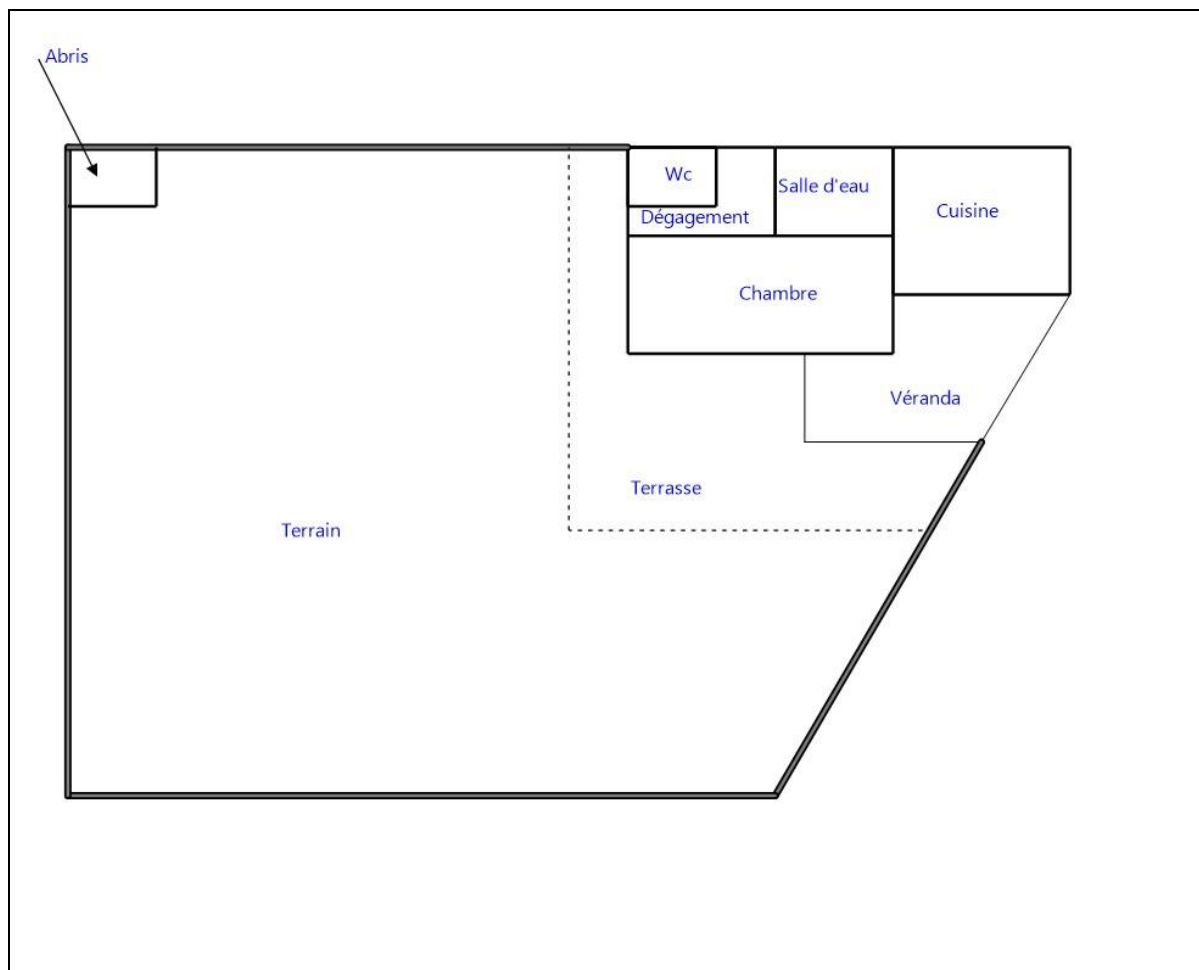 Abris
Wc
Salle d'eau
Cuisine
Dégagement
Chambre
Véranda
Terrasse
Terrain